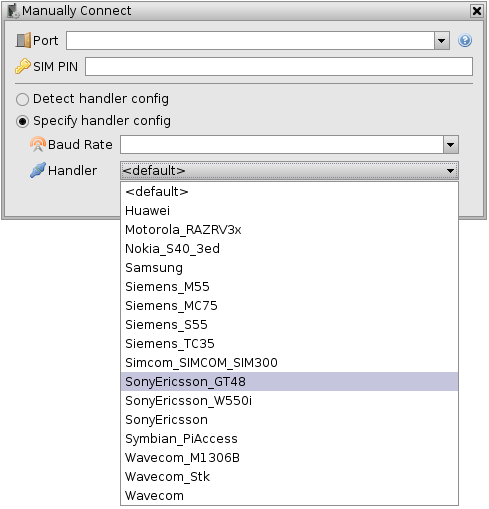 Manually Connect
Port
SIM PIN
Detect handler config
Specify handler config
Baud Rate
Handler <default>
<default>
Huawei
Motorola_RAZRV3x
Nokia_S40_3ed
Samsung
Siemens_M55
Siemens_MC75
Siemens_S55
Siemens_TC35
Simcom_SIMCOM_SIM300
SonyEricsson_GT48
SonyEricsson_W550i
SonyEricsson
Symbian_PiAccess
Wavecom_M1306B
Wavecom_Stk
Wavecom